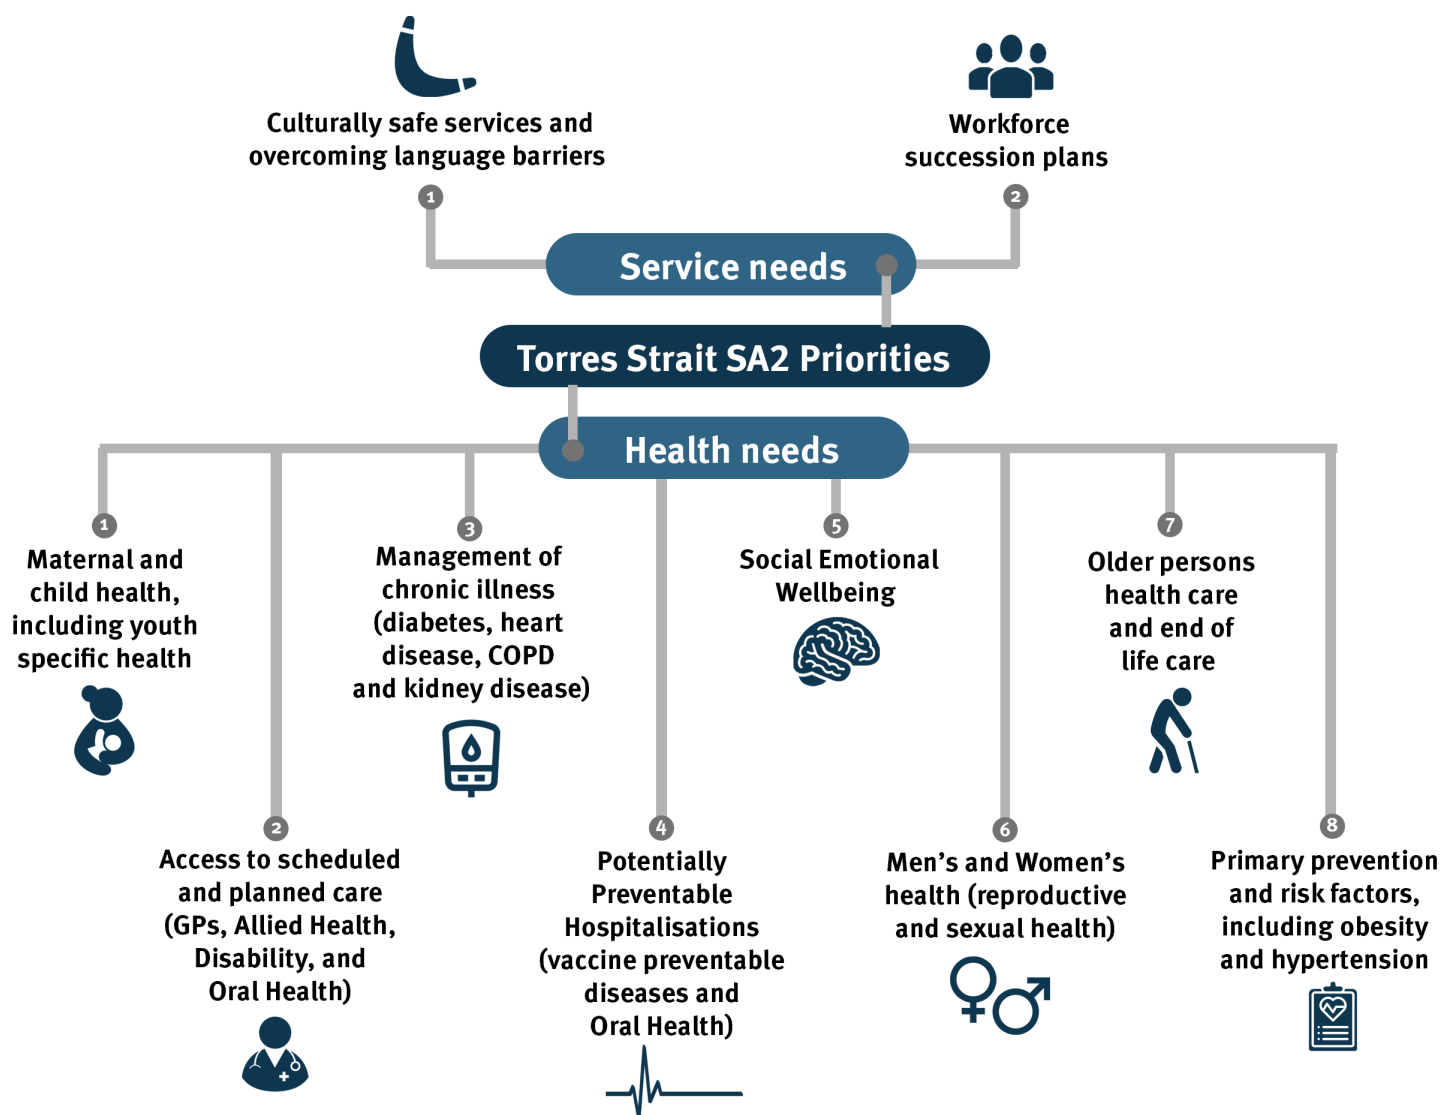 Culturally safe services and
overcoming language barriers
1
Workforce
succession plans
2
Service needs
Torres Strait SA2 Priorities
Health needs
1
Maternal and
child health,
including youth
specific health
2
Access to scheduled
and planned care
(GPs, Allied Health,
Disability, and
Oral Health)
3
Management of
chronic illness
(diabetes, heart
disease, COPD
and kidney disease)
4
Potentially
Preventable
Hospitalisations
(vaccine preventable
diseases and
Oral Health)
5
Social Emotional
Wellbeing
6
Men’s and Women’s
health (reproductive
and sexual health)
7
Older persons
health care
and end of
life care
8
Primary prevention
and risk factors,
including obesity
and hypertension